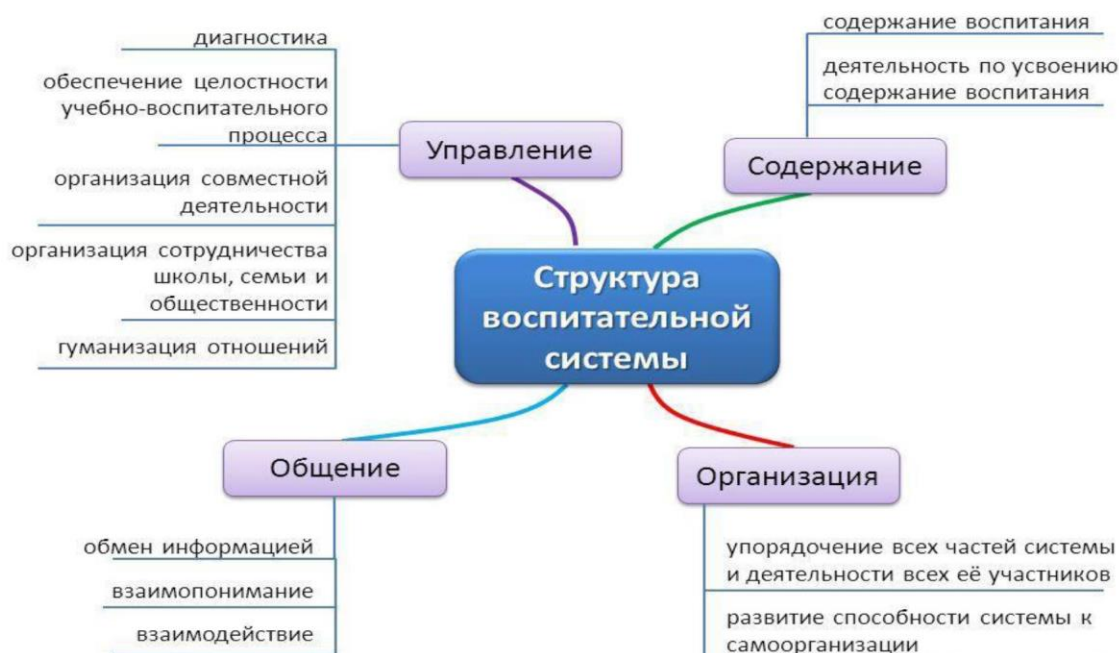 диагностика
обеспечение целостности
учебно-воспитательного
процесса
организация совместной
деятельности
организация сотрудничества
школы, семьи и
общественности
гуманизация отношений
Управление
содержание воспитания
деятельность по усвоению
содержание воспитания
Содержание
Структура
воспитательной
системы
Общение
обмен информацией
взаимопонимание
взаимодействие
Организация
упорядочение всех частей системы
и деятельности всех её участников
развитие способности системы к
самоорганизации